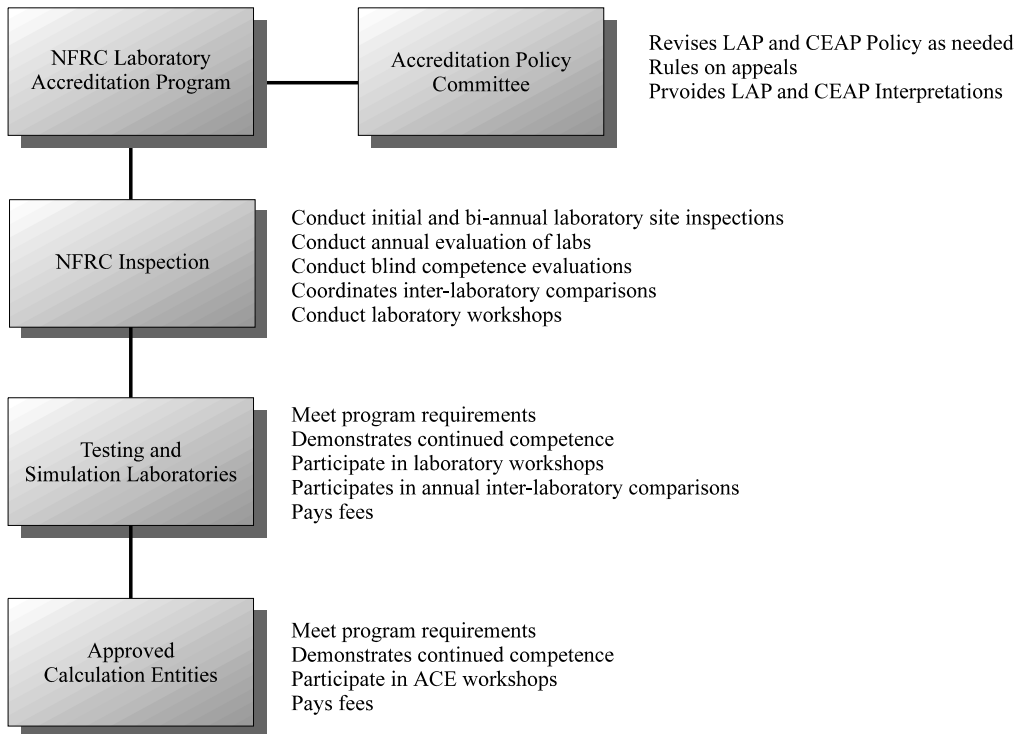 NFRC Laboratory
Accreditation Program
Accreditation Policy
Committee
Revises LAP and CEAP Policy as needed
Rules on appeals
Prvoides LAP and CEAP Interpretations
NFRC Inspection
Conduct initial and bi-annual laboratory site inspections
Conduct annual evaluation of labs
Conduct blind competence evaluations
Coordinates inter-laboratory comparisons
Conduct laboratory workshops
Testing and
Simulation Laboratories
Meet program requirements
Demonstrates continued competence
Participate in laboratory workshops
Participates in annual inter-laboratory comparisons
Pays fees
Approved
Calculation Entities
Meet program requirements
Demonstrates continued competence
Participate in ACE workshops
Pays fees